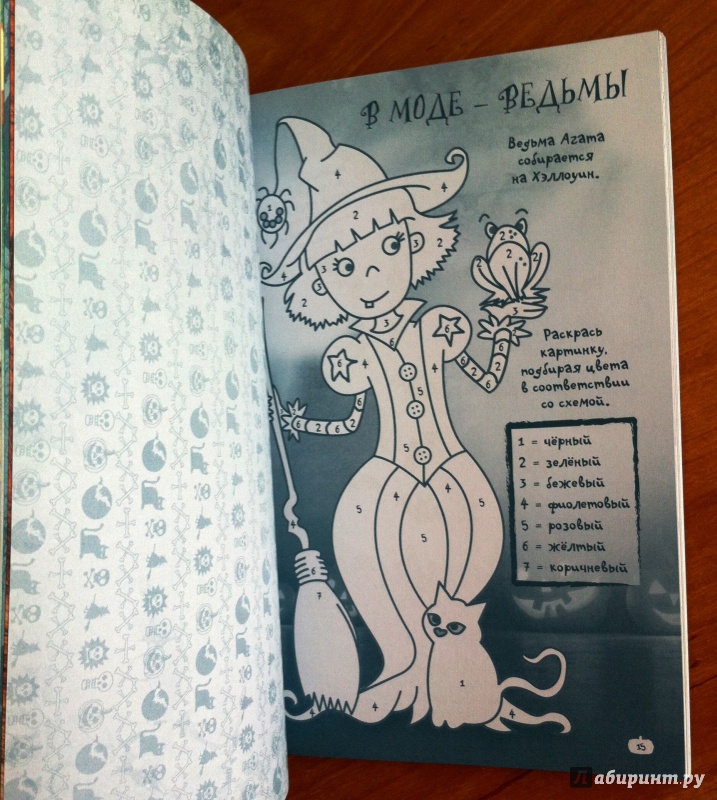 В МОДЕ – ВЕДЬМЫ
Ведьма Агата
собирается
на Хэллоуин.
Раскрась
картинку,
подбирая цвета
в соответствии
со схемой.
1 = чёрный
2 = зелёный
3 = бежевый
4 = фиолетовый
5 = розовый
6 = жёлтый
7 = коричневый
15
Лабиринт.ру